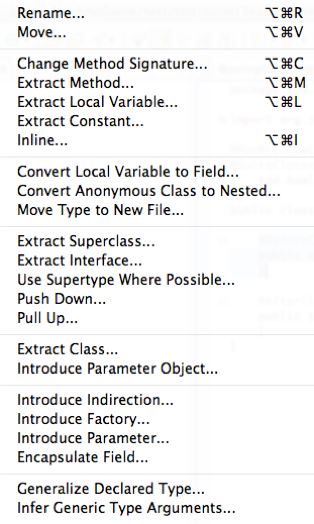 Rename... ⌥⌘R
Move... ⌥⌘V
Change Method Signature... ⌥⌘C
Extract Method... ⌥⌘M
Extract Local Variable... ⌥⌘L
Extract Constant...
Inline... ⌥⌘I
Convert Local Variable to Field...
Convert Anonymous Class to Nested...
Move Type to New File...
Extract Superclass...
Extract Interface...
Use Supertype Where Possible...
Push Down...
Pull Up...
Extract Class...
Introduce Parameter Object...
Introduce Indirection...
Introduce Factory...
Introduce Parameter...
Encapsulate Field...
Generalize Declared Type...
Infer Generic Type Arguments...